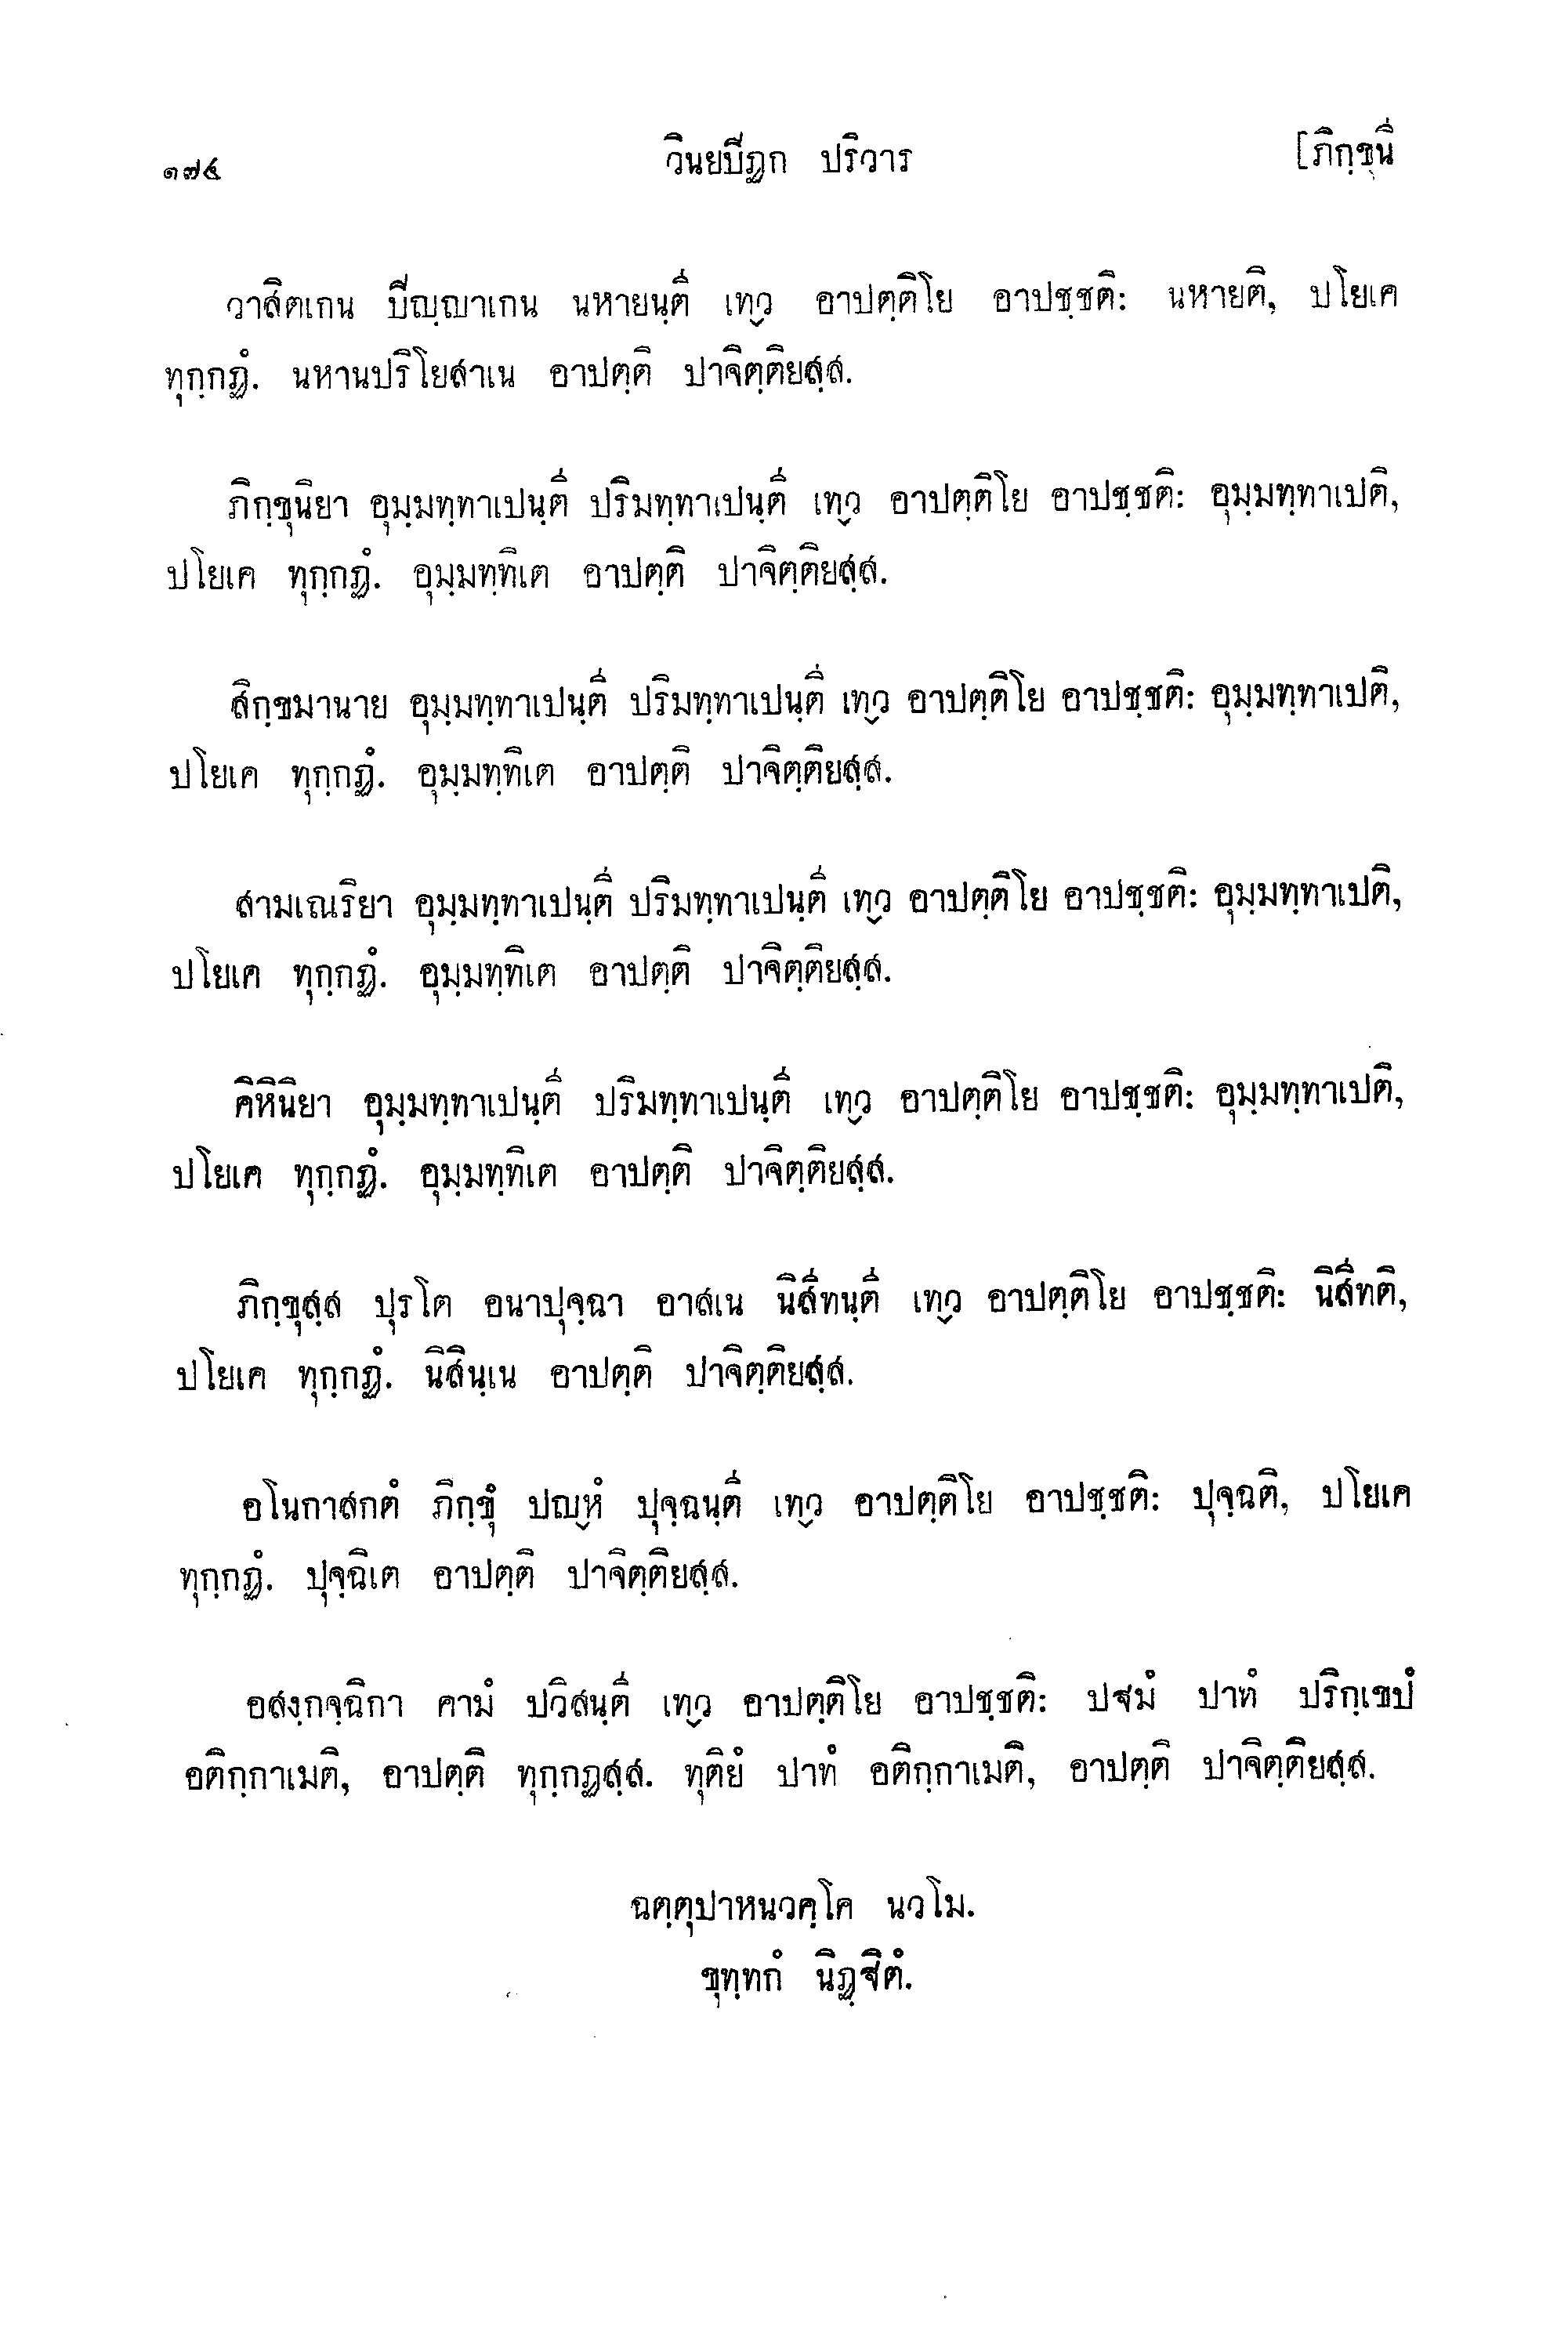 ๑๗๔ วินยปิฏก ปริวาร [ภิกฺขุนี
วาสิตเกน ปิญฺญาเกน นหายนฺตี เท๎ว อาปตฺติโย อาปชฺชติ: นหายติ, ปโยเค
ทุกฺกฏํ. นหานปริโยสาเน อาปตฺติ ปาจิตฺติยสฺส.
ภิกฺขุนิยา อุมฺมทฺทาเปนฺตี ปริมทฺทาเปนฺตี เท๎ว อาปตฺติโย อาปชฺชติ: อุมฺมทฺทาเปติ,
ปโยเค ทุกฺกฏํ. อุมฺมทฺทิเต อาปตฺติ ปาจิตฺติยสฺส.
สิกฺขมานาย อุมฺมทฺทาเปนฺตี ปริมทฺทาเปนฺตี เท๎ว อาปตฺติโย อาปชฺชติ: อุมฺมทฺทาเปติ,
ปโยเค ทุกฺกฏํ. อุมฺมทฺทิเต อาปตฺติ ปาจิตฺติยสฺส.
สามเณริยา อุมฺมทฺทาเปนฺตี ปริมทฺทาเปนฺตี เท๎ว อาปตฺติโย อาปชฺชติ: อุมฺมทฺทาเปติ,
ปโยเค ทุกฺกฏํ. อุมฺมทฺทิเต อาปตฺติ ปาจิตฺติยสฺส.
คิหินิยา อุมฺมทฺทาเปนฺตี ปริมทฺทาเปนฺตี เท๎ว อาปตฺติโย อาปชฺชติ: อุมฺมทฺทาเปติ,
ปโยเค ทุกฺกฏํ. อุมฺมทฺทิเต อาปตฺติ ปาจิตฺติยสฺส.
ภิกฺขุสฺส ปุรโต อนาปุจฺฉา อาสเน นิสีทนฺตี เท๎ว อาปตฺติโย อาปชฺชติ: นิสีทติ,
ปโยเค ทุกฺกฏํ. นิสินฺเน อาปตฺติ ปาจิตฺติยสฺส.
อโนกาสกตํ ภิกฺขุํ ปญ๎หํ ปุจฺฉนฺตี เท๎ว อาปตฺติโย อาปชฺชติ: ปุจฺฉติ, ปโยเค
ทุกฺกฏํ. ปุจฺฉิเต อาปตฺติ ปาจิตฺติยสฺส.
อสงฺกจฺฉิกา คามํ ปวิสนฺตี เท๎ว อาปตฺติโย อาปชฺชติ: ปฐมํ ปาทํ ปริกฺเขปํ
อติกฺกาเมติ, อาปตฺติ ทุกฺกฏสฺส. ทุติยํ ปาทํ อติกฺกาเมติ, อาปตฺติ ปาจิตฺติยสฺส.
ฉตฺตุปาหนวคฺโค นวโม.
ขุทฺทกํ นิฏฺฐิตํ.